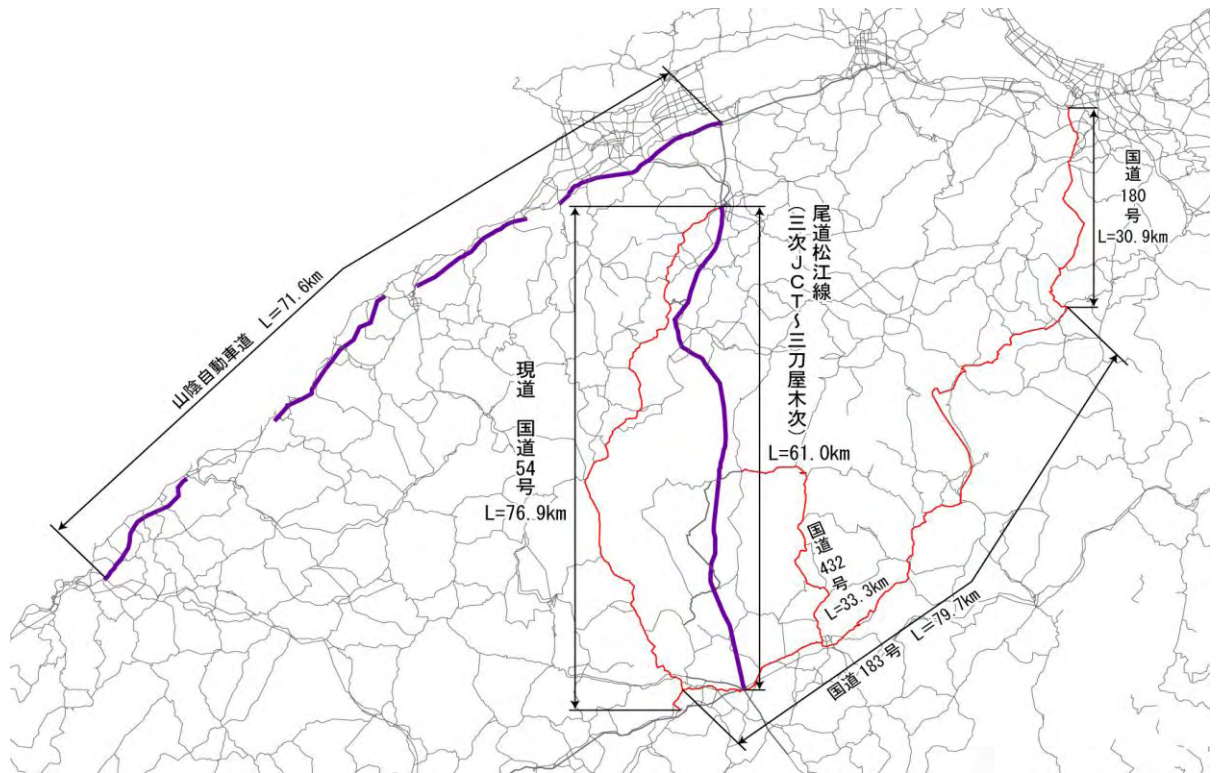 山陰自動車道 L=71.6km
現道 国道54号
L=76.9km
尾道松江線
(三次JCT～三刀屋木次)
L=61.0km
国道
432
号
L=33.3km
国道183号 L=79.7km
国道
180
号
L=30.9km